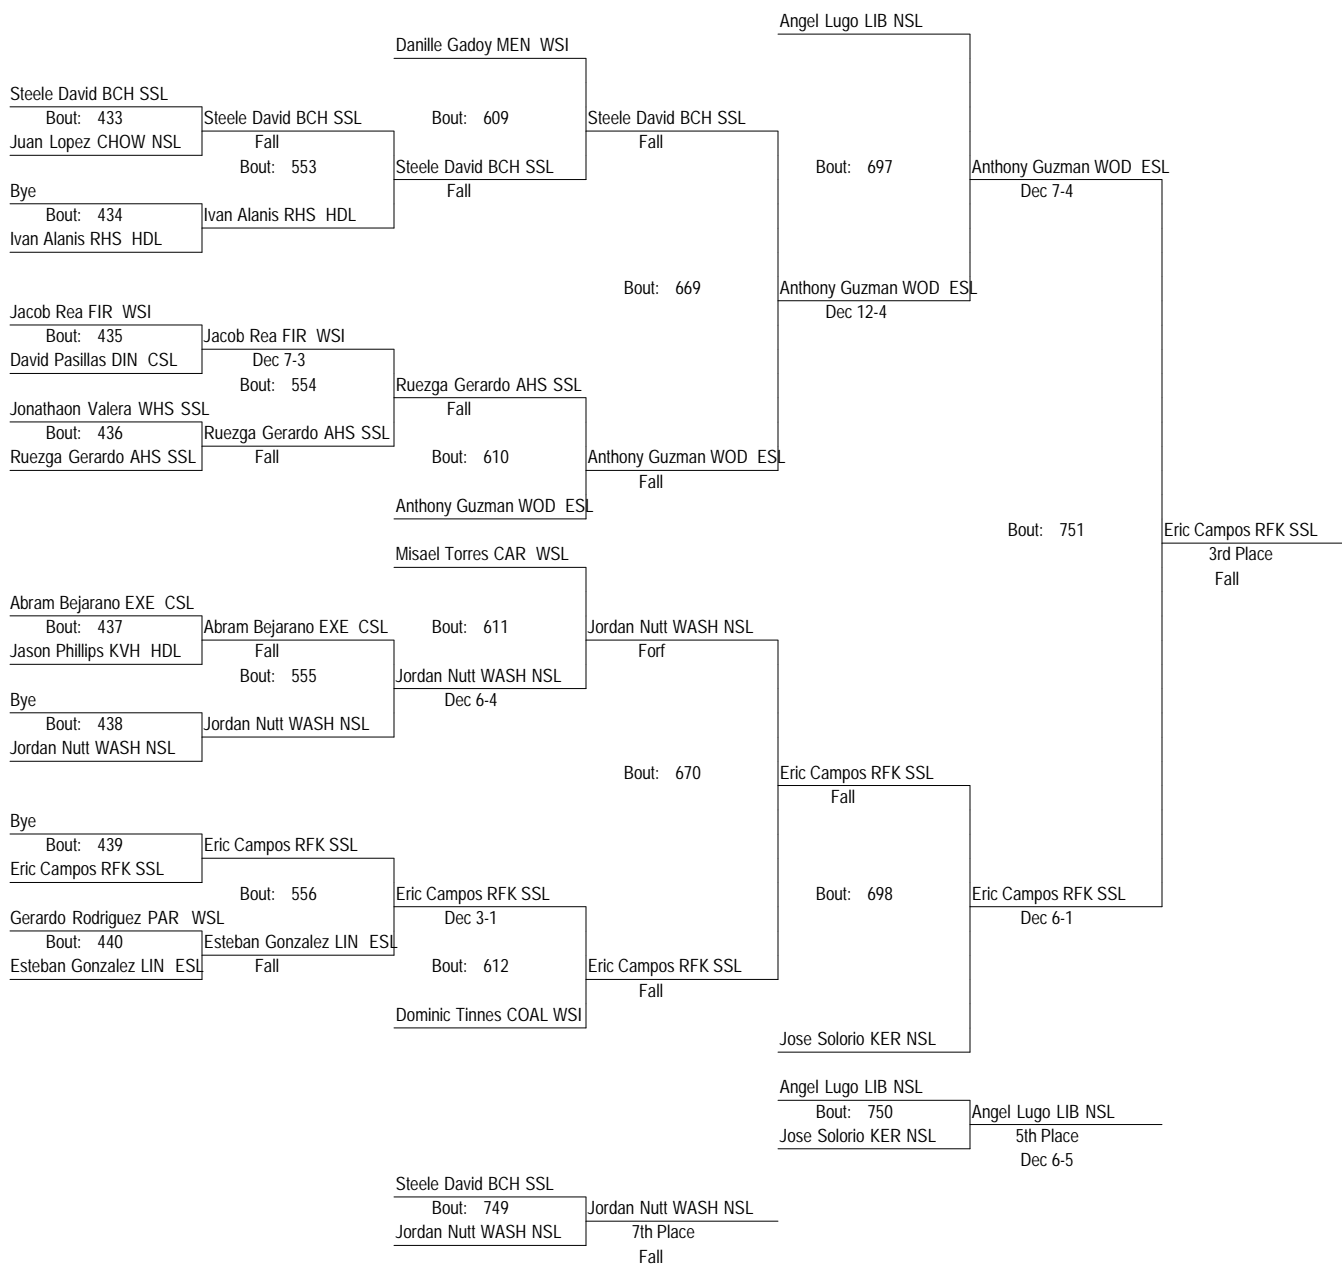 Angel Lugo LIB NSL
Danille Gadoy MEN WSI
Steele David BCH SSL
Bout: 433
Juan Lopez CHOW NSL
Steele David BCH SSL
Fall
Bout: 553
Bye
Bout: 434
Ivan Alanis RHS HDL
Ivan Alanis RHS HDL
Bout: 609
Steele David BCH SSL
Fall
Steele David BCH SSL
Fall
Bout: 697
Anthony Guzman WOD ESL
Dec 7-4
Bout: 669
Anthony Guzman WOD ESL
Dec 12-4
Jacob Rea FIR WSI
Bout: 435
David Pasillas DIN CSL
Jacob Rea FIR WSI
Dec 7-3
Bout: 554
Jonathaon Valera WHS SSL
Bout: 436
Ruezga Gerardo AHS SSL
Ruezga Gerardo AHS SSL
Fall
Ruezga Gerardo AHS SSL
Fall
Bout: 610
Anthony Guzman WOD ESL
Anthony Guzman WOD ESL
Fall
Bout: 751
Eric Campos RFK SSL
3rd Place
Fall
Misael Torres CAR WSL
Abram Bejarano EXE CSL
Bout: 437
Jason Phillips KVH HDL
Abram Bejarano EXE CSL
Fall
Bout: 555
Bye
Bout: 438
Jordan Nutt WASH NSL
Jordan Nutt WASH NSL
Bout: 611
Jordan Nutt WASH NSL
Dec 6-4
Jordan Nutt WASH NSL
Forf
Bout: 670
Eric Campos RFK SSL
Fall
Bye
Bout: 439
Eric Campos RFK SSL
Eric Campos RFK SSL
Bout: 556
Gerardo Rodriguez PAR WSL
Bout: 440
Esteban Gonzalez LIN ESL
Esteban Gonzalez LIN ESL
Fall
Eric Campos RFK SSL
Dec 3-1
Bout: 612
Dominic Tinnes COAL WSI
Eric Campos RFK SSL
Fall
Bout: 698
Eric Campos RFK SSL
Dec 6-1
Jose Solorio KER NSL
Angel Lugo LIB NSL
Bout: 750
Jose Solorio KER NSL
Angel Lugo LIB NSL
5th Place
Dec 6-5
Steele David BCH SSL
Bout: 749
Jordan Nutt WASH NSL
Jordan Nutt WASH NSL
7th Place
Fall